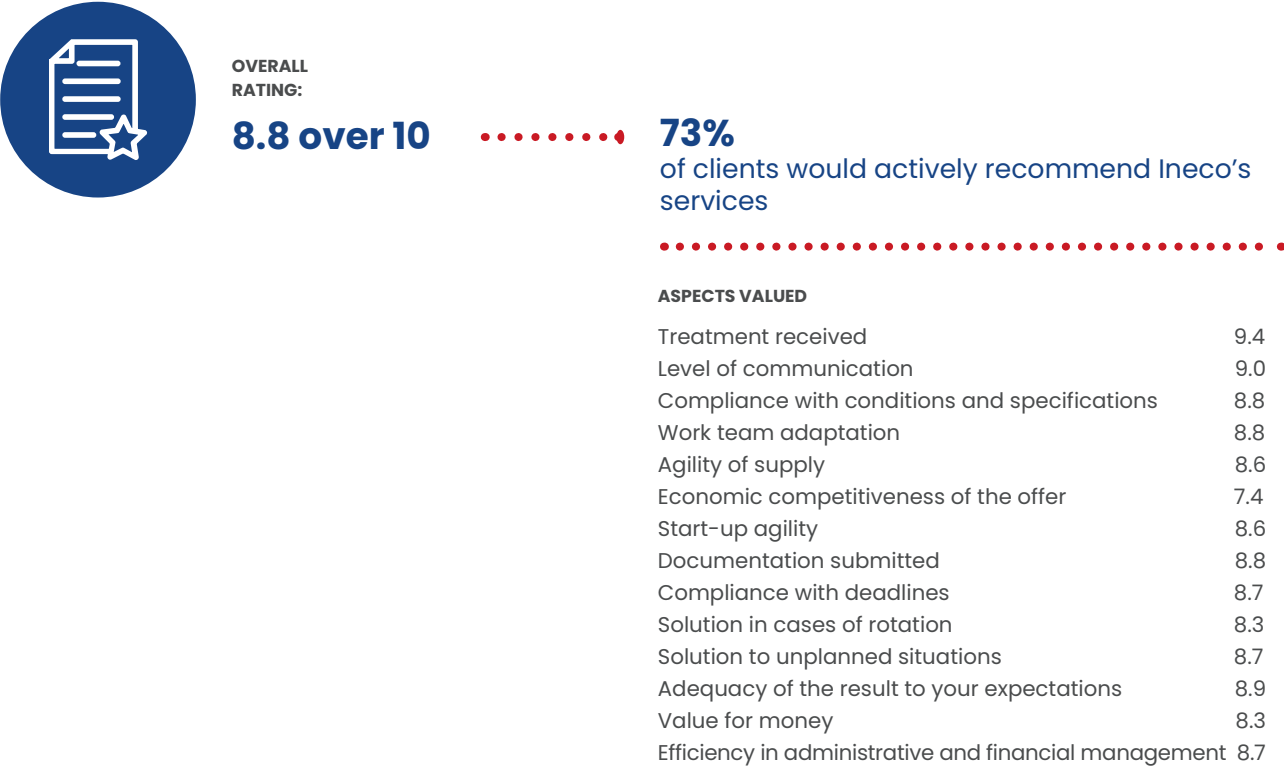 OVERALL
RATING:
8.8 over 10
73%
of clients would actively recommend Ineco’s
services
ASPECTS VALUED
Treatment received 9.4
Level of communication 9.0
Compliance with conditions and specifications 8.8
Work team adaptation 8.8
Agility of supply 8.6
Economic competitiveness of the offer 7.4
Start-up agility 8.6
Documentation submitted 8.8
Compliance with deadlines 8.7
Solution in cases of rotation 8.3
Solution to unplanned situations 8.7
Adequacy of the result to your expectations 8.9
Value for money 8.3
Efficiency in administrative and financial management 8.7